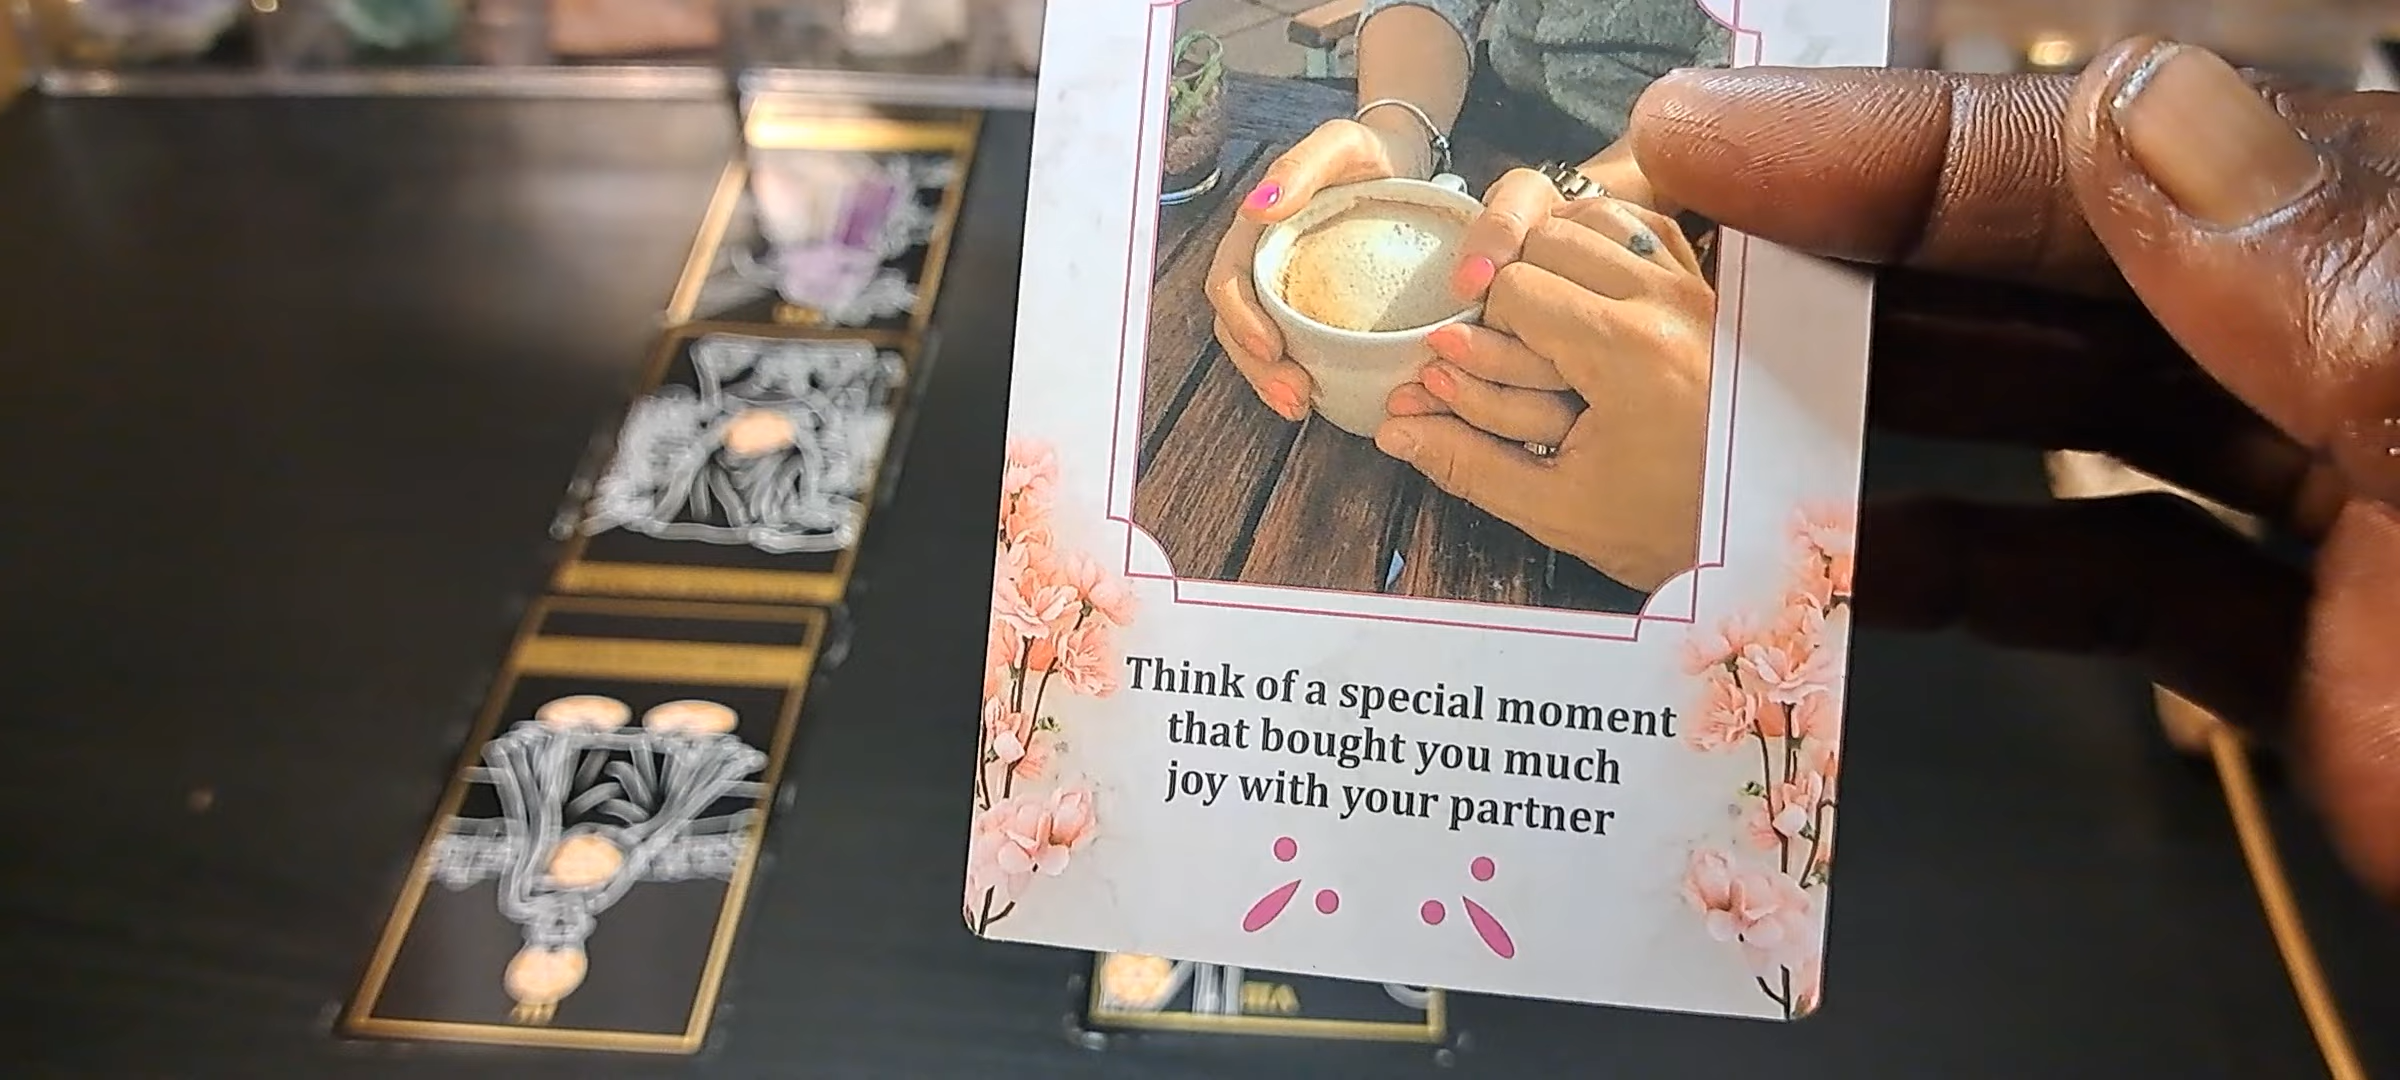 Think of a special moment
that bought you much
joy with your partner